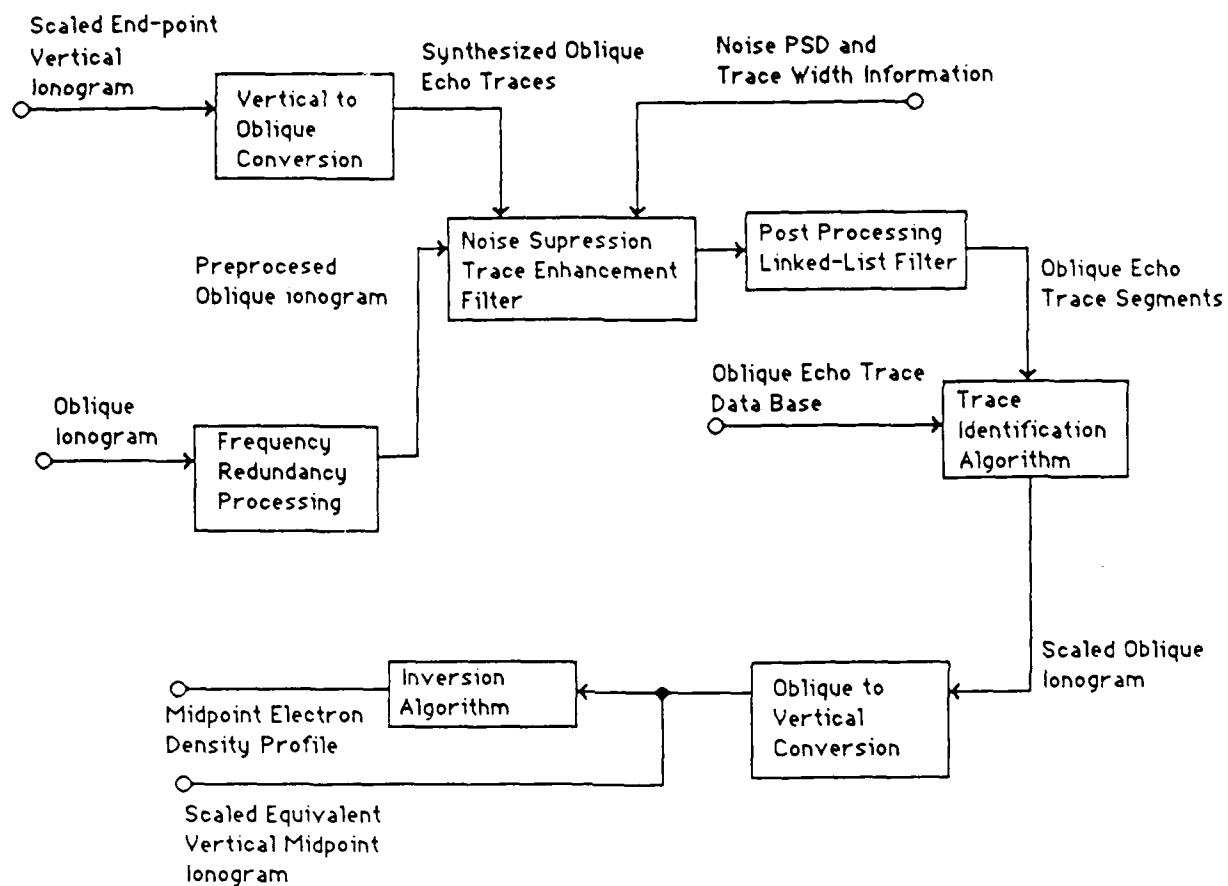 Scaled End-point
Vertical
Ionogram
Vertical to
Oblique
Conversion
Synthesized Oblique
Echo Traces
Noise PSD and
Trace Width Information
Noise Supression
Trace Enhancement
Filter
Post Processing
Linked-List Filter
Preprocesed
Oblique ionogram
Oblique Echo
Trace Segments
Oblique Echo Trace
Data Base
Trace
Identification
Algorithm
Oblique
Ionogram
Frequency
Redundancy
Processing
Scaled Oblique
Ionogram
Oblique to
Vertical
Conversion
Inversion
Algorithm
Midpoint Electron
Density Profile
Scaled Equivalent
Vertical Midpoint
Ionogram